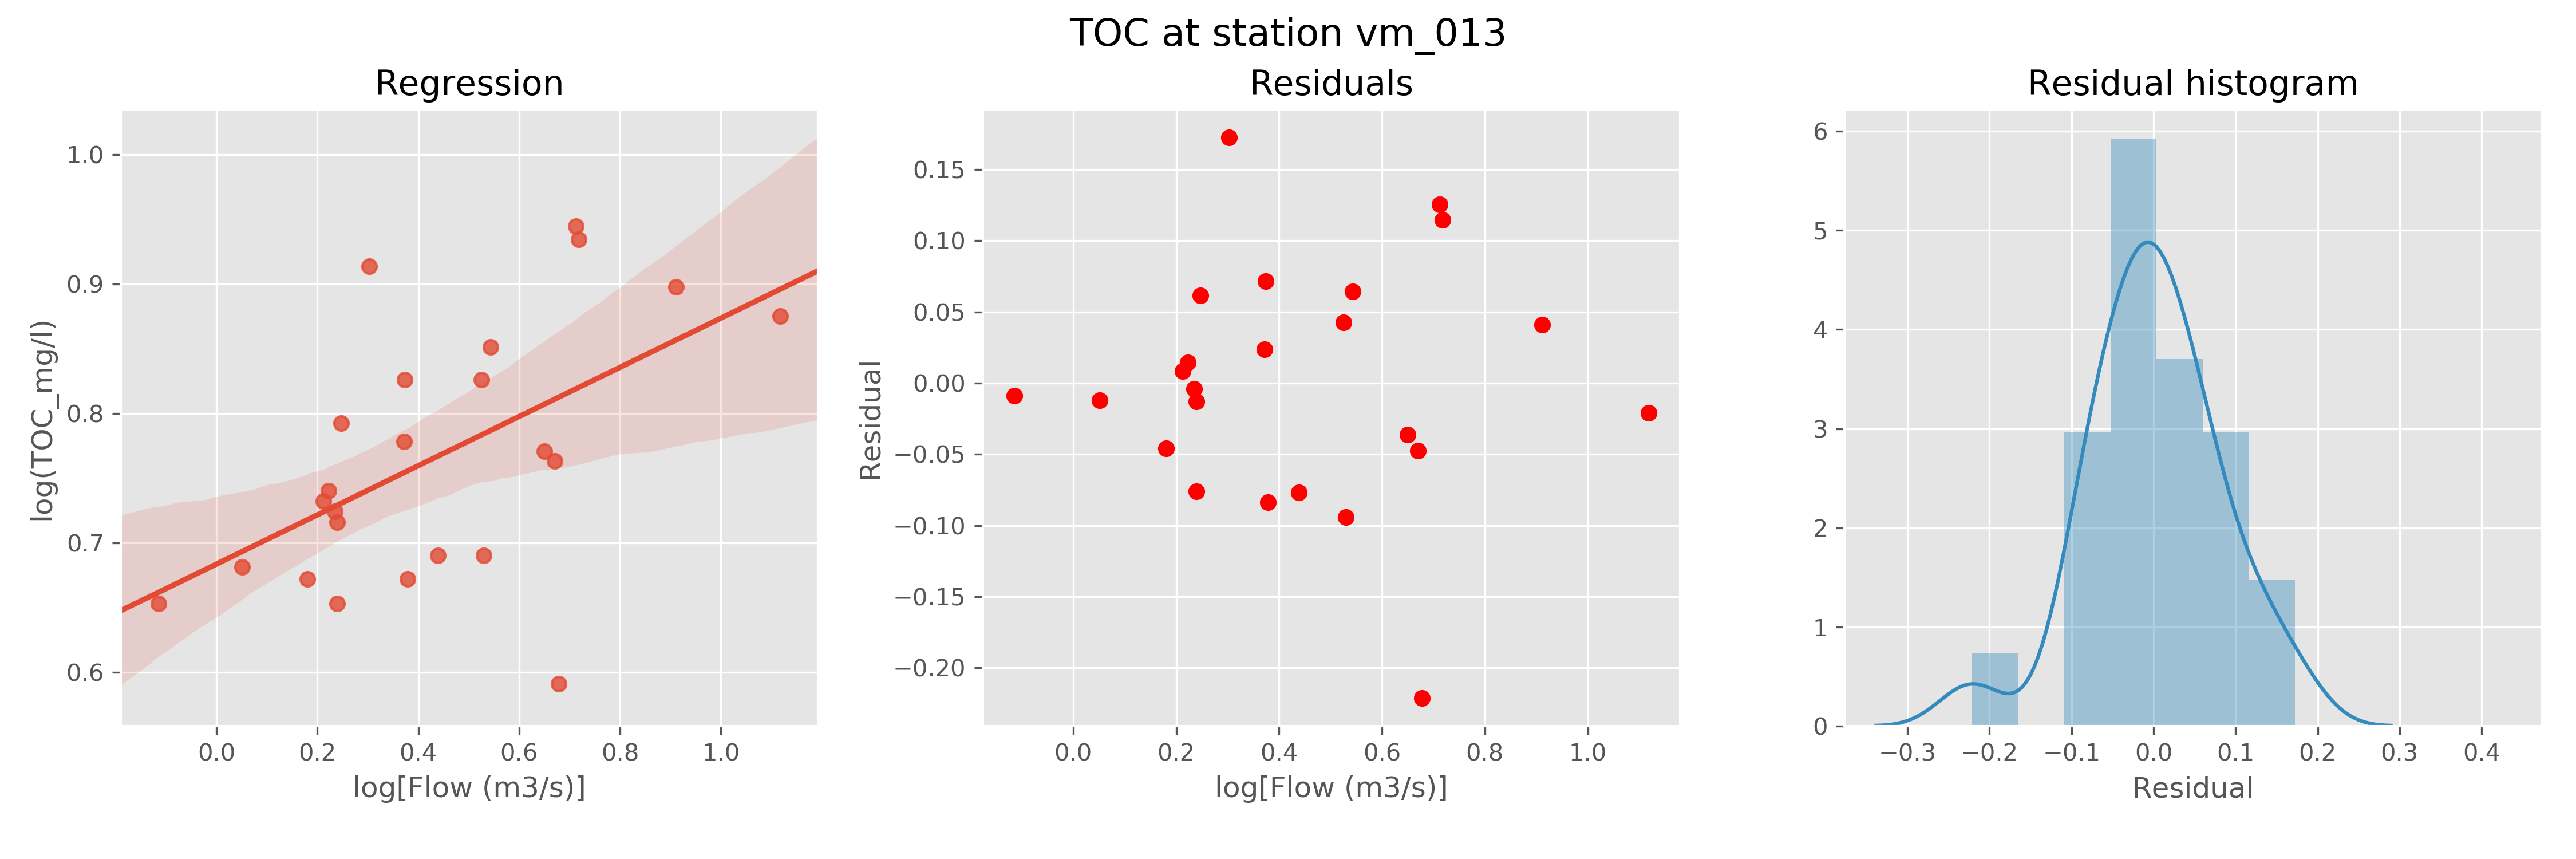 TOC at station vm_013
Regression
1.0
0.9
0.8
0.7
0.6
log(TOC_mg/l)
0.0 0.2 0.4 0.6 0.8 1.0
log[Flow (m3/s)]
Residuals
0.15
0.10
0.05
0.00
−0.05
−0.10
−0.15
−0.20
Residual
0.0 0.2 0.4 0.6 0.8 1.0
log[Flow (m3/s)]
Residual histogram
6
5
4
3
2
1
0
−0.3 −0.2 −0.1 0.0 0.1 0.2 0.3 0.4
Residual